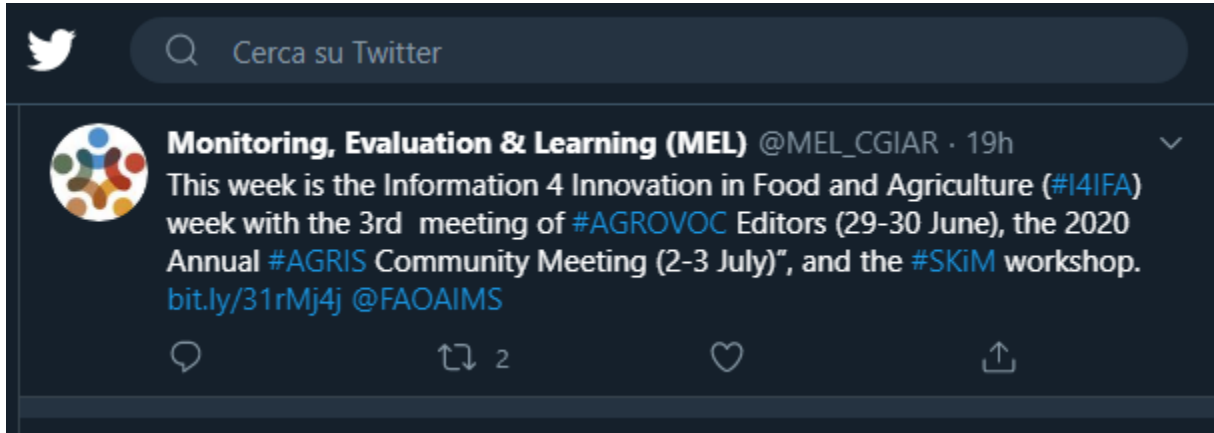 Cerca su Twitter
Monitoring, Evaluation & Learning (MEL) @MEL_CGIAR · 19h
This week is the Information 4 Innovation in Food and Agriculture (#I4IFA)
week with the 3rd  meeting of #AGROVOC Editors (29-30 June), the 2020
Annual #AGRIS Community Meeting (2-3 July)”, and the #SKiM workshop.
bit.ly/31rMj4j @FAOAIMS
2